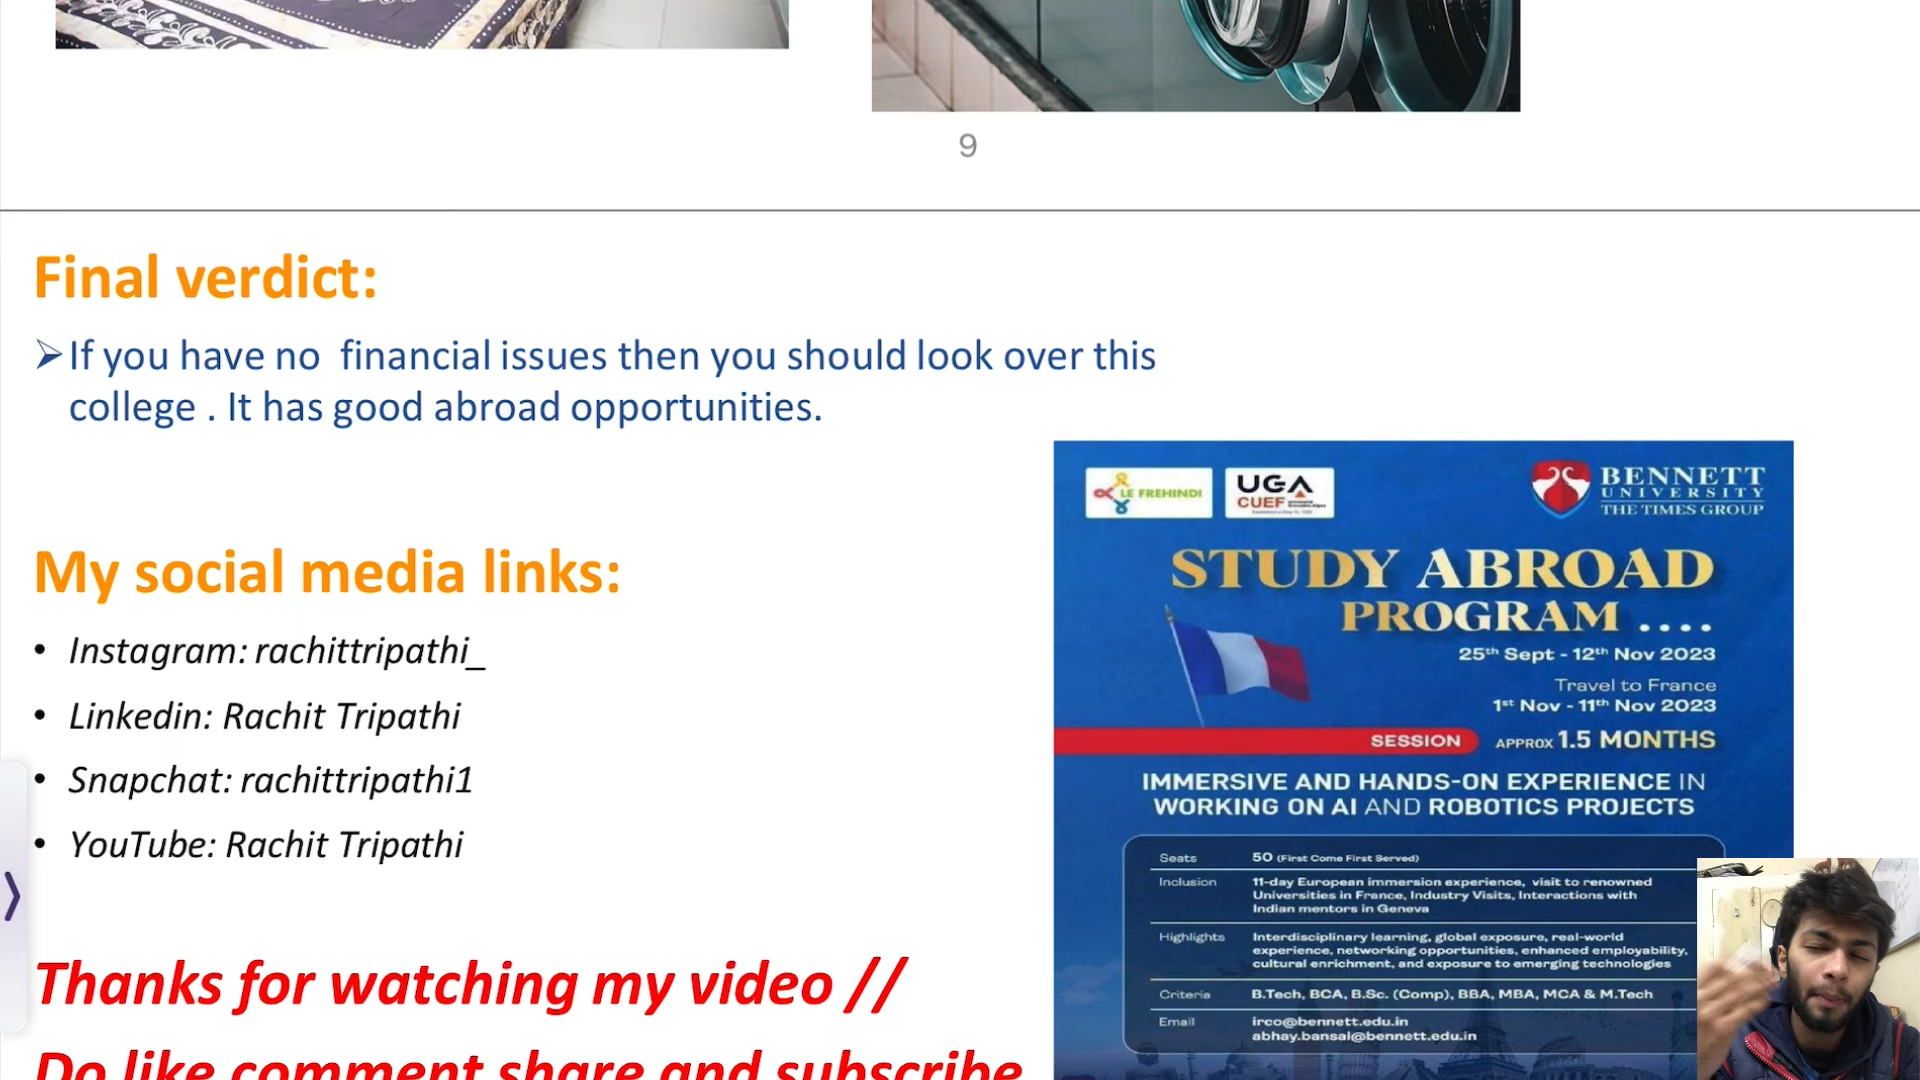 9
Final verdict:
➢If you have no financial issues then you should look over this
college . It has good abroad opportunities.
My social media links:
• Instagram: rachittripathi_
• Linkedin: Rachit Tripathi
• Snapchat: rachittripathi1
• YouTube: Rachit Tripathi
Thanks for watching my video //
Do like comment share and subscribe
LE FREHINDI
UGA
CUEF
BENNETT
UNIVERSITY
THE TIMES GROUP
STUDY ABROAD
PROGRAM ....
25th Sept - 12th Nov 2023
Travel to France
1st Nov - 11th Nov 2023
SESSION APPROX 1.5 MONTHS
IMMERSIVE AND HANDS-ON EXPERIENCE IN
WORKING ON AI AND ROBOTICS PROJECTS
Seats 50 (First Come First Served)
Inclusion 11-day European immersion experience, visit to renowned
Universities in France, Industry Visits, Interactions with
Indian mentors in Geneva
Highlights Interdisciplinary learning, global exposure, real-world
experience, networking opportunities, enhanced employability,
cultural enrichment, and exposure to emerging technologies
Criteria B.Tech, BCA, B.Sc. (Comp), BBA, MBA, MCA & M.Tech
Email irco@bennett.edu.in
abhay.bansal@bennett.edu.in